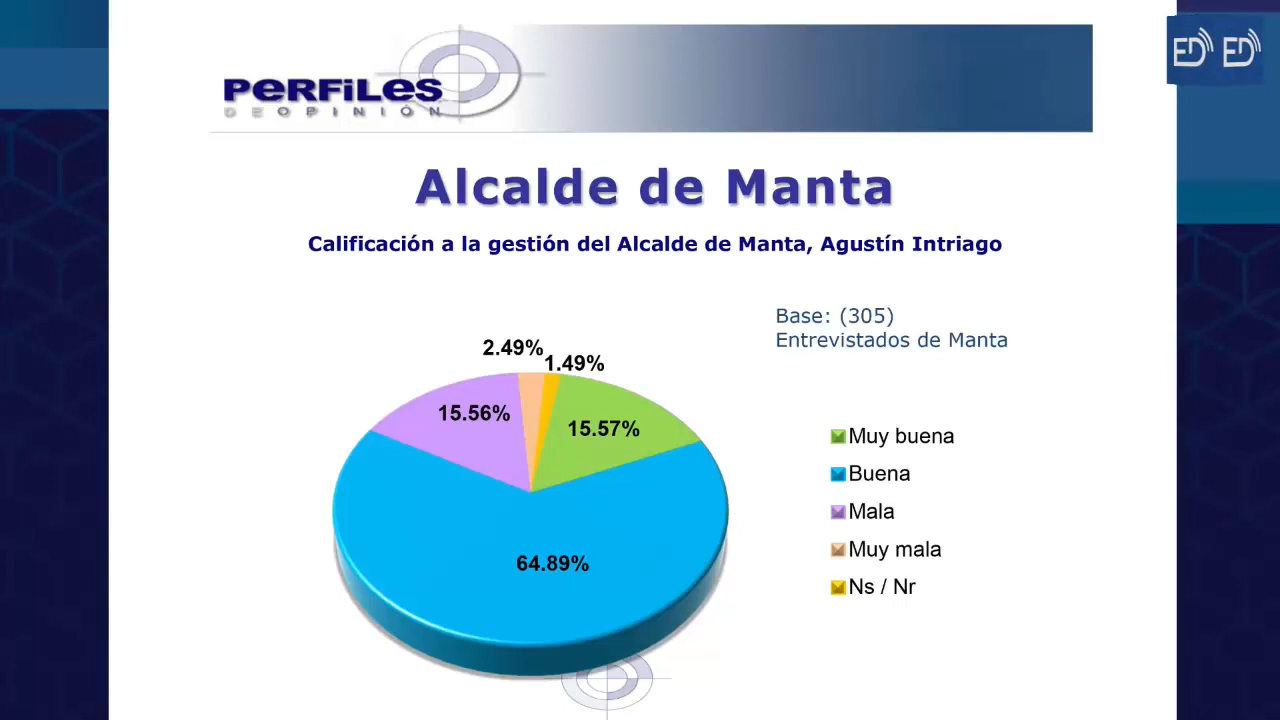 PERFiLES
DE OPINIÓN
ED ED
Alcalde de Manta
Calificación a la gestión del Alcalde de Manta, Agustín Intriago
Base: (305)
Entrevistados de Manta
2.49%
1.49%
15.56%
15.57%
64.89%
Muy buena
Buena
Mala
Muy mala
Ns / Nr